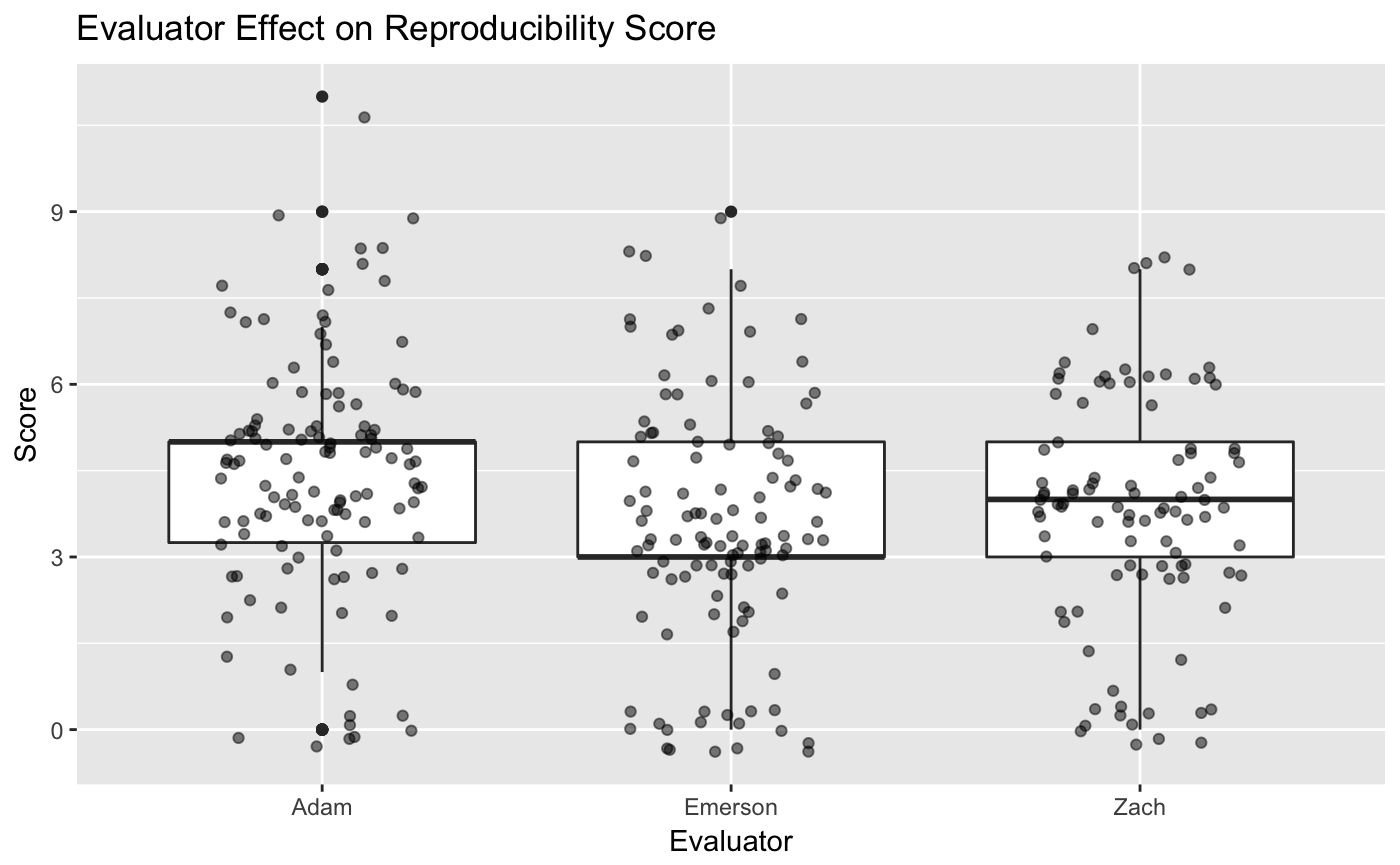 Evaluator Effect on Reproducibility Score
Score
9
6
3
0
Adam Emerson Zach
Evaluator